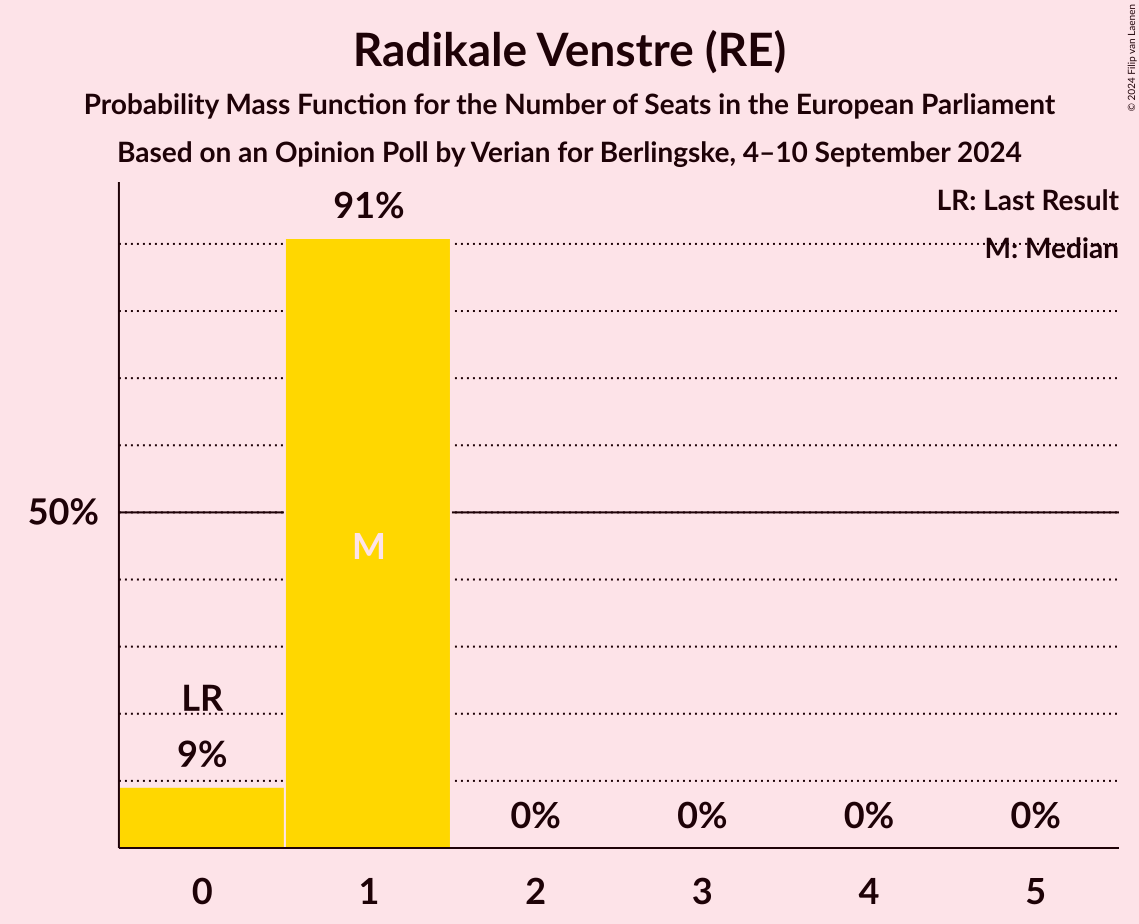 Radikale Venstre (RE)
Probability Mass Function for the Number of Seats in the European Parliament
Based on an Opinion Poll by Verian for Berlingske, 4–10 September 2024
© 2024 Filip van Laenen
LR: Last Result
M: Median
91%
50%
M
LR
9%
0%
0%
0%
0%
0
1
2
3
4
5